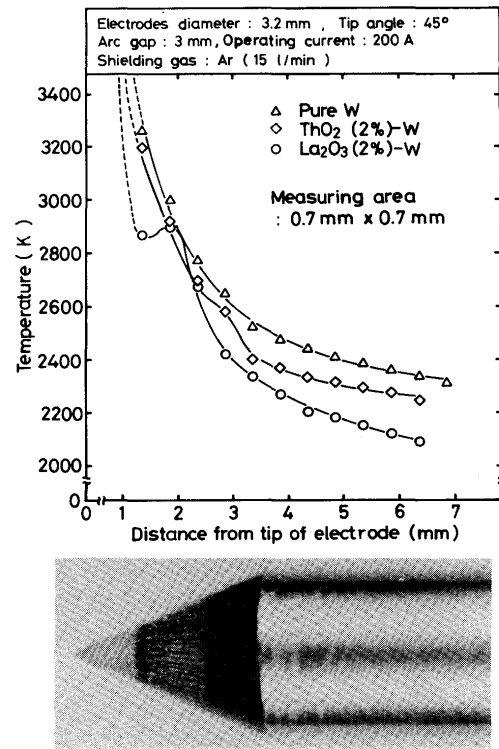 Electrodes diameter : 3.2 mm , Tip angle : 45°
Arc gap : 3 mm, Operating current : 200 A
Shielding gas : Ar ( 15 l/min )
3400
3200
3000
2800
2600
2400
2200
2000
0
Temperature ( K )
△ Pure W
◇ ThO₂ (2%)-W
○ La₂O₃ (2%)-W
Measuring area
: 0.7 mm x 0.7 mm
0 1 2 3 4 5 6 7
Distance from tip of electrode (mm)